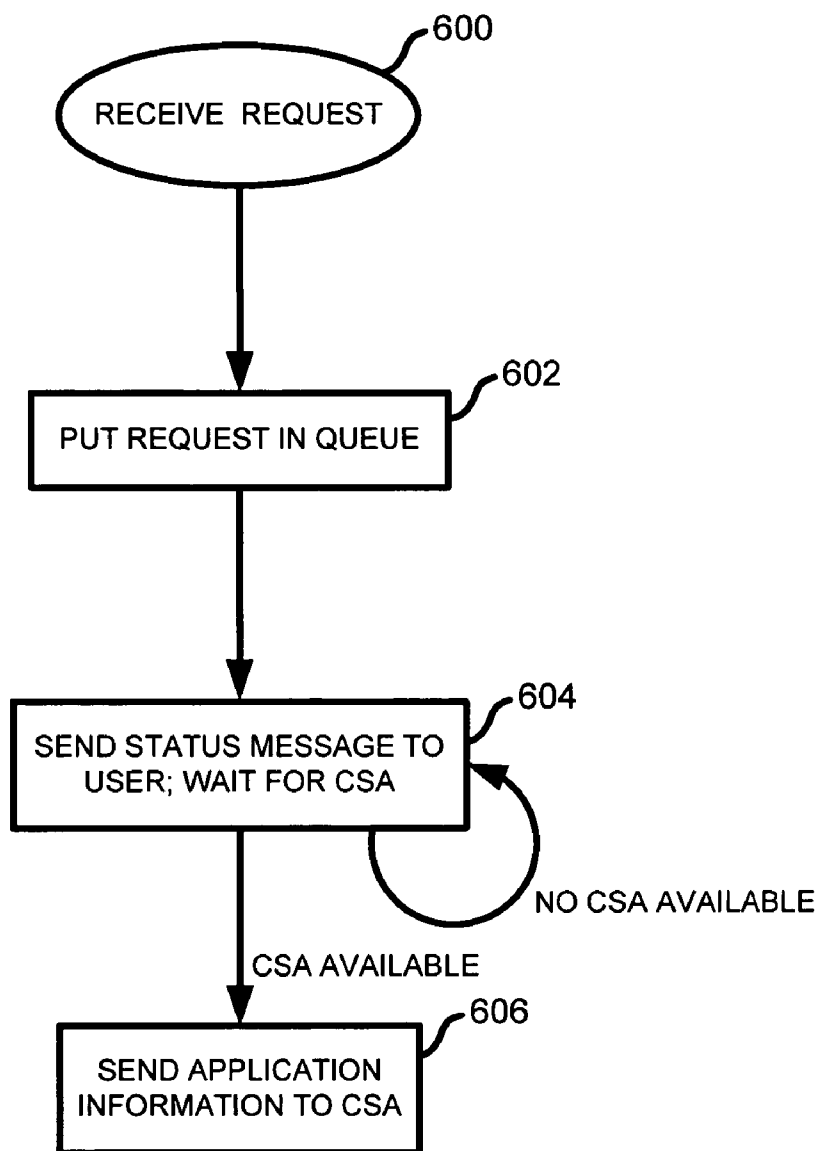 600
RECEIVE REQUEST
602
PUT REQUEST IN QUEUE
604
SEND STATUS MESSAGE TO
USER; WAIT FOR CSA
NO CSA AVAILABLE
CSA AVAILABLE
606
SEND APPLICATION
INFORMATION TO CSA